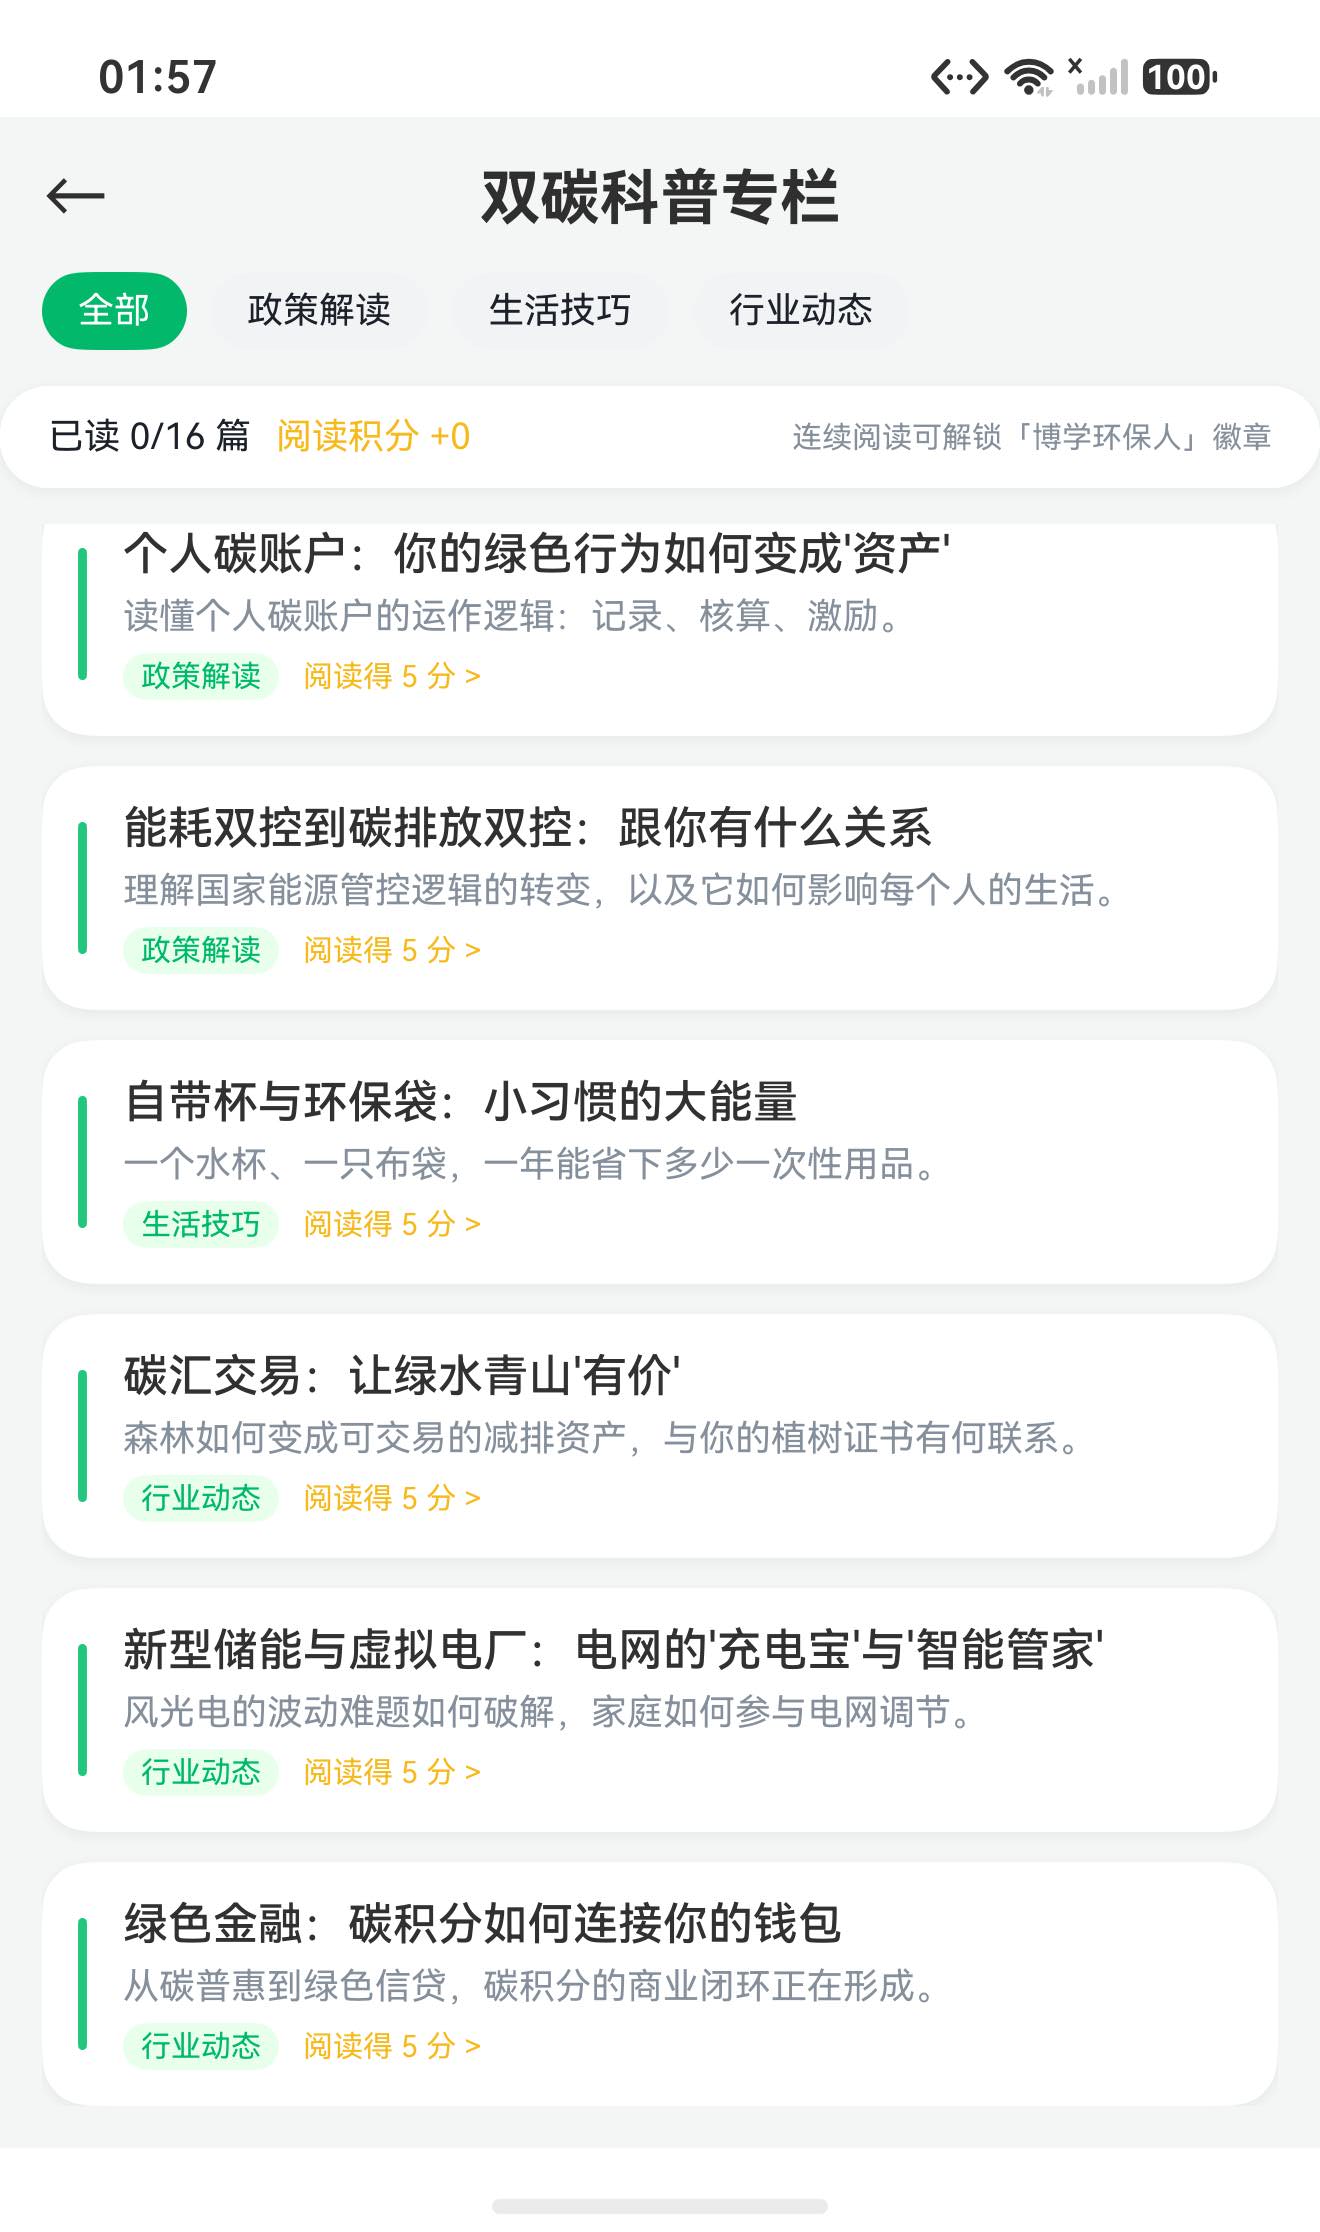 01:57
100
双碳科普专栏
全部 政策解读 生活技巧 行业动态
已读 0/16 篇 阅读积分 +0 连续阅读可解锁「博学环保人」徽章
个人碳账户：你的绿色行为如何变成'资产'
读懂个人碳账户的运作逻辑：记录、核算、激励。
政策解读 阅读得 5 分 >
能耗双控到碳排放双控：跟你有什么关系
理解国家能源管控逻辑的转变，以及它如何影响每个人的生活。
政策解读 阅读得 5 分 >
自带杯与环保袋：小习惯的大能量
一个水杯、一只布袋，一年能省下多少一次性用品。
生活技巧 阅读得 5 分 >
碳汇交易：让绿水青山'有价'
森林如何变成可交易的减排资产，与你的植树证书有何联系。
行业动态 阅读得 5 分 >
新型储能与虚拟电厂：电网的'充电宝'与'智能管家'
风光电的波动难题如何破解，家庭如何参与电网调节。
行业动态 阅读得 5 分 >
绿色金融：碳积分如何连接你的钱包
从碳普惠到绿色信贷，碳积分的商业闭环正在形成。
行业动态 阅读得 5 分 >